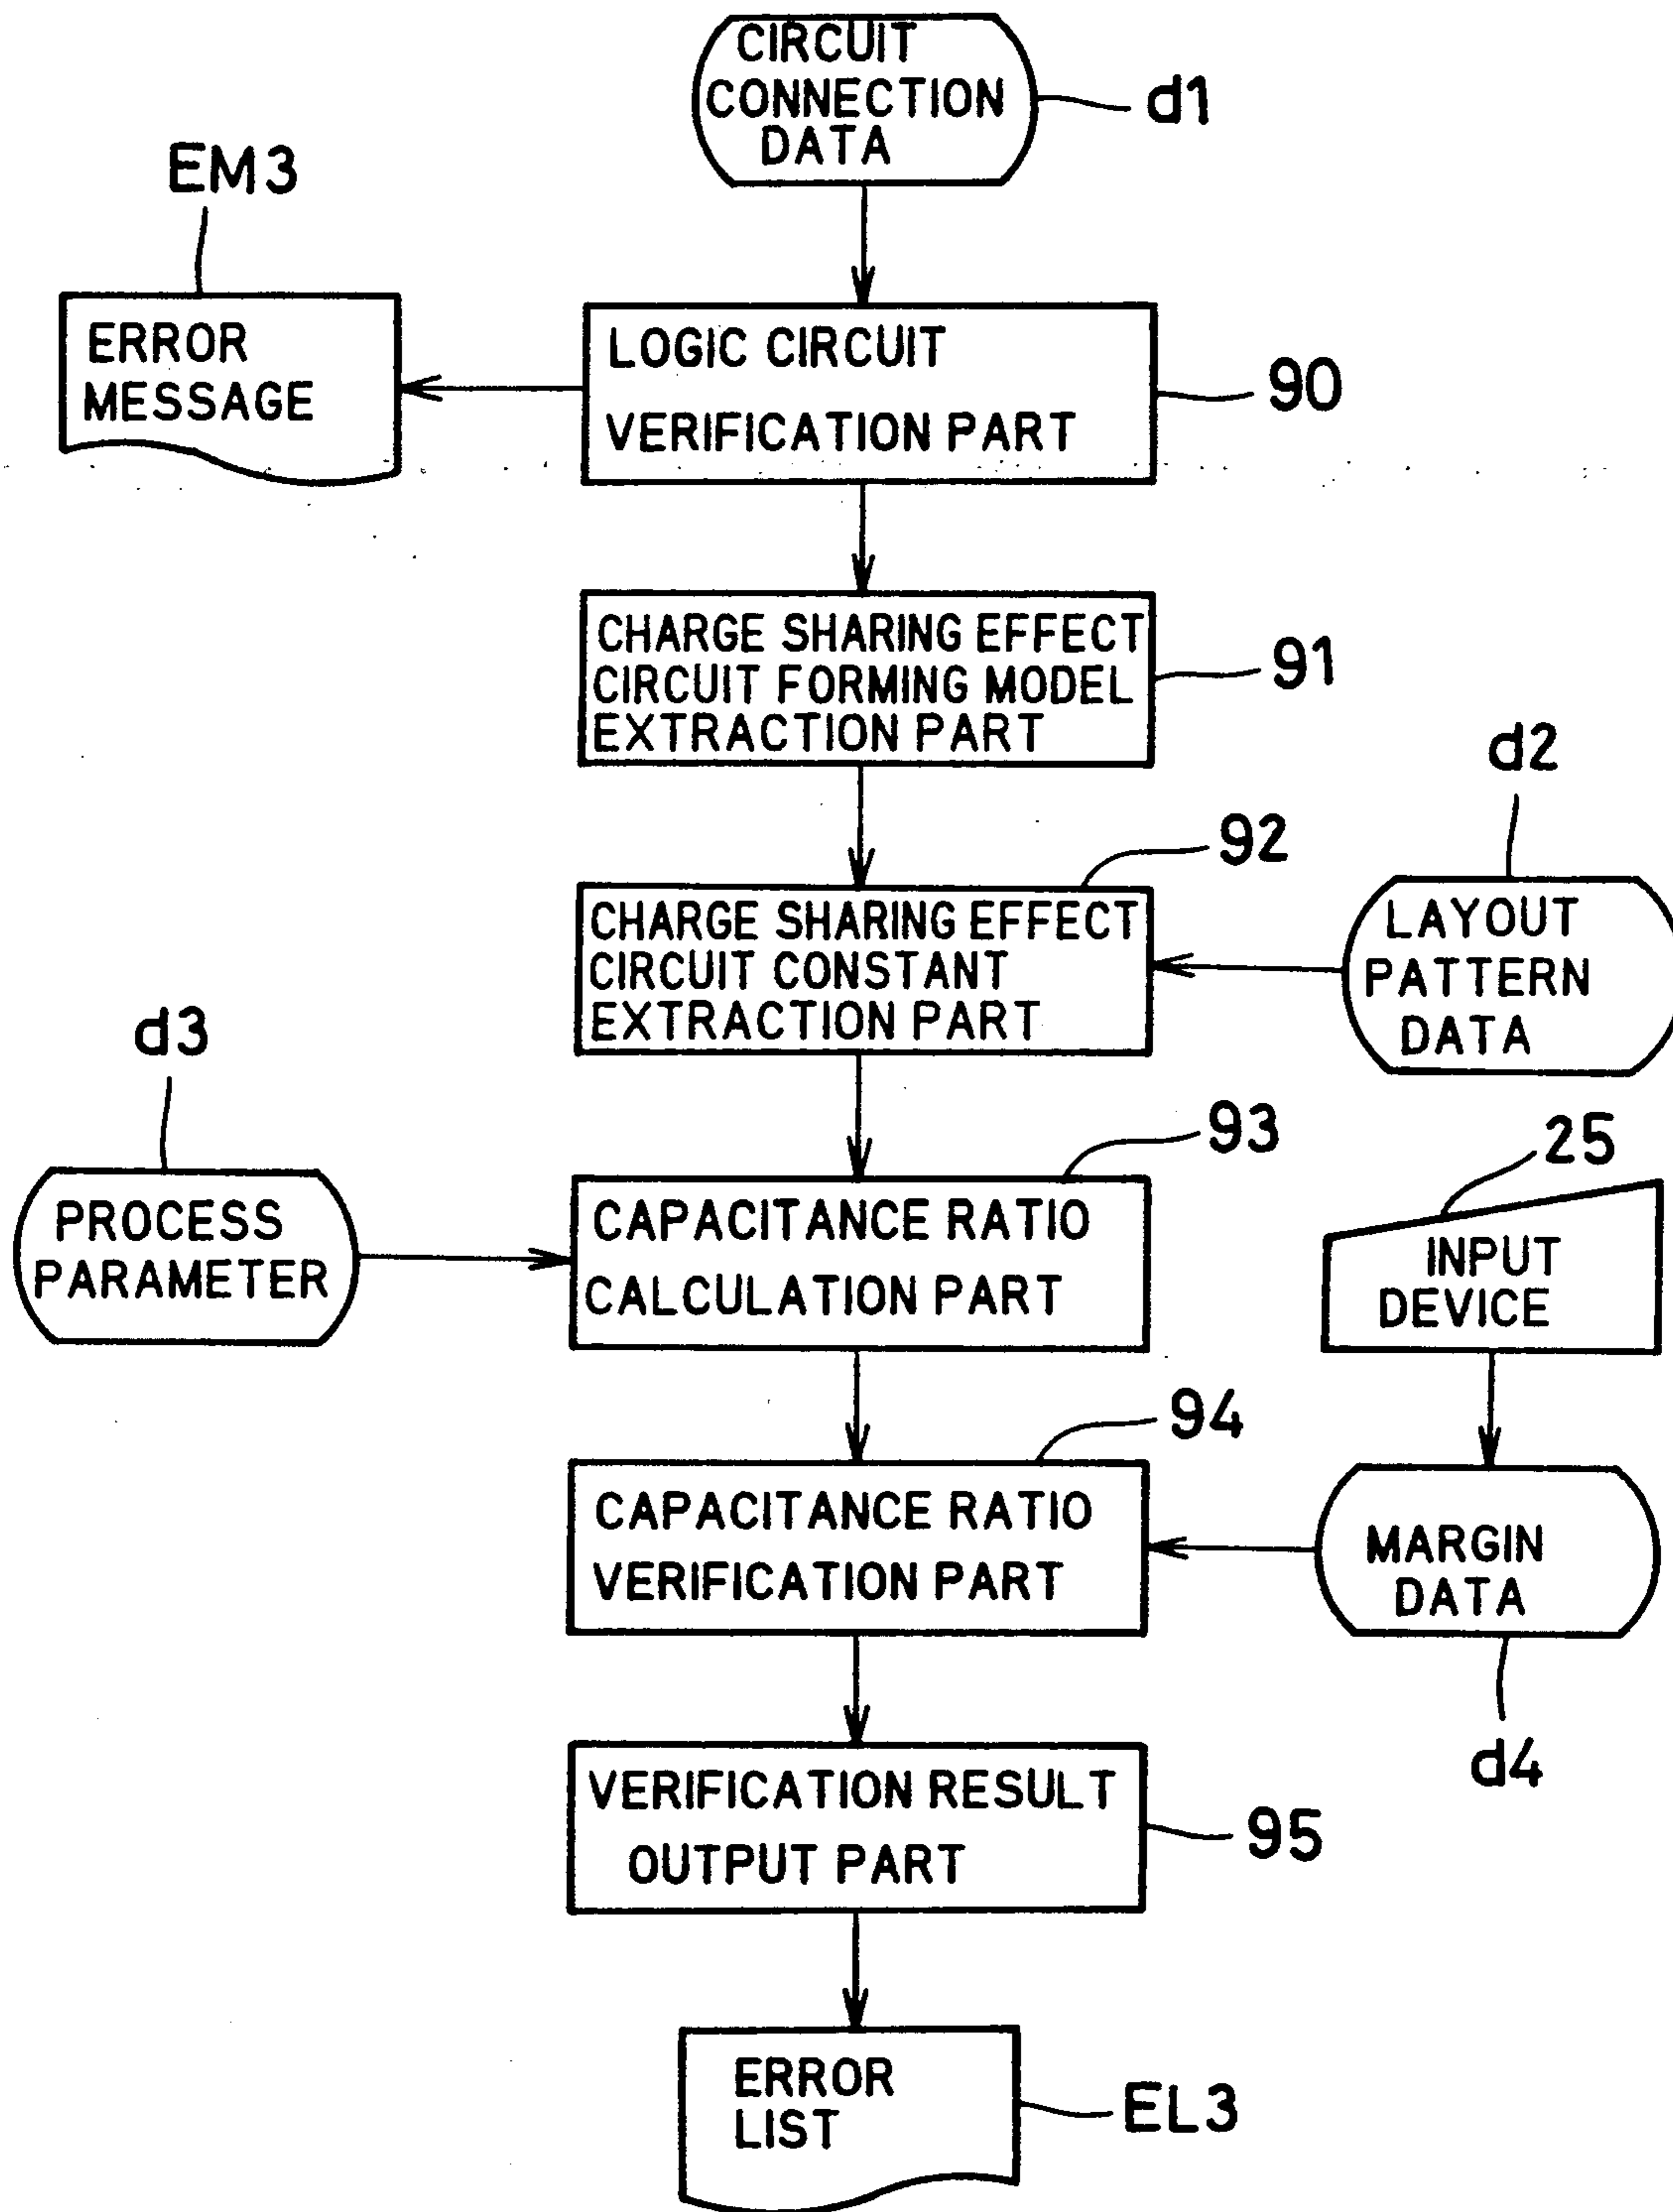 CIRCUIT
CONNECTION
DATA
d1
EM3
ERROR
MESSAGE
LOGIC CIRCUIT
VERIFICATION PART
90
CHARGE SHARING EFFECT
CIRCUIT FORMING MODEL
EXTRACTION PART
91
d2
92
CHARGE SHARING EFFECT
CIRCUIT CONSTANT
EXTRACTION PART
LAYOUT
PATTERN
DATA
d3
93
25
PROCESS
PARAMETER
CAPACITANCE RATIO
CALCULATION PART
INPUT
DEVICE
94
CAPACITANCE RATIO
VERIFICATION PART
MARGIN
DATA
d4
VERIFICATION RESULT
OUTPUT PART
95
ERROR
LIST
EL3